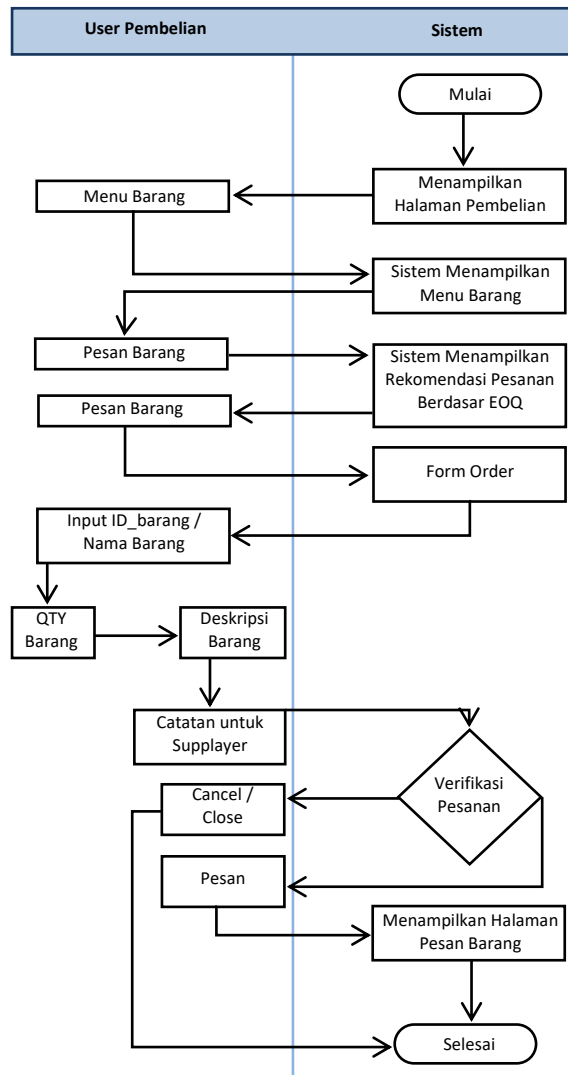 User Pembelian
Sistem
Mulai
Menampilkan
Halaman Pembelian
Menu Barang
Sistem Menampilkan
Menu Barang
Pesan Barang
Sistem Menampilkan
Rekomendasi Pesanan
Berdasar EOQ
Pesan Barang
Form Order
Input ID_barang /
Nama Barang
QTY
Barang
Deskripsi
Barang
Catatan untuk
Supplayer
Verifikasi
Pesanan
Cancel /
Close
Pesan
Menampilkan Halaman
Pesan Barang
Selesai